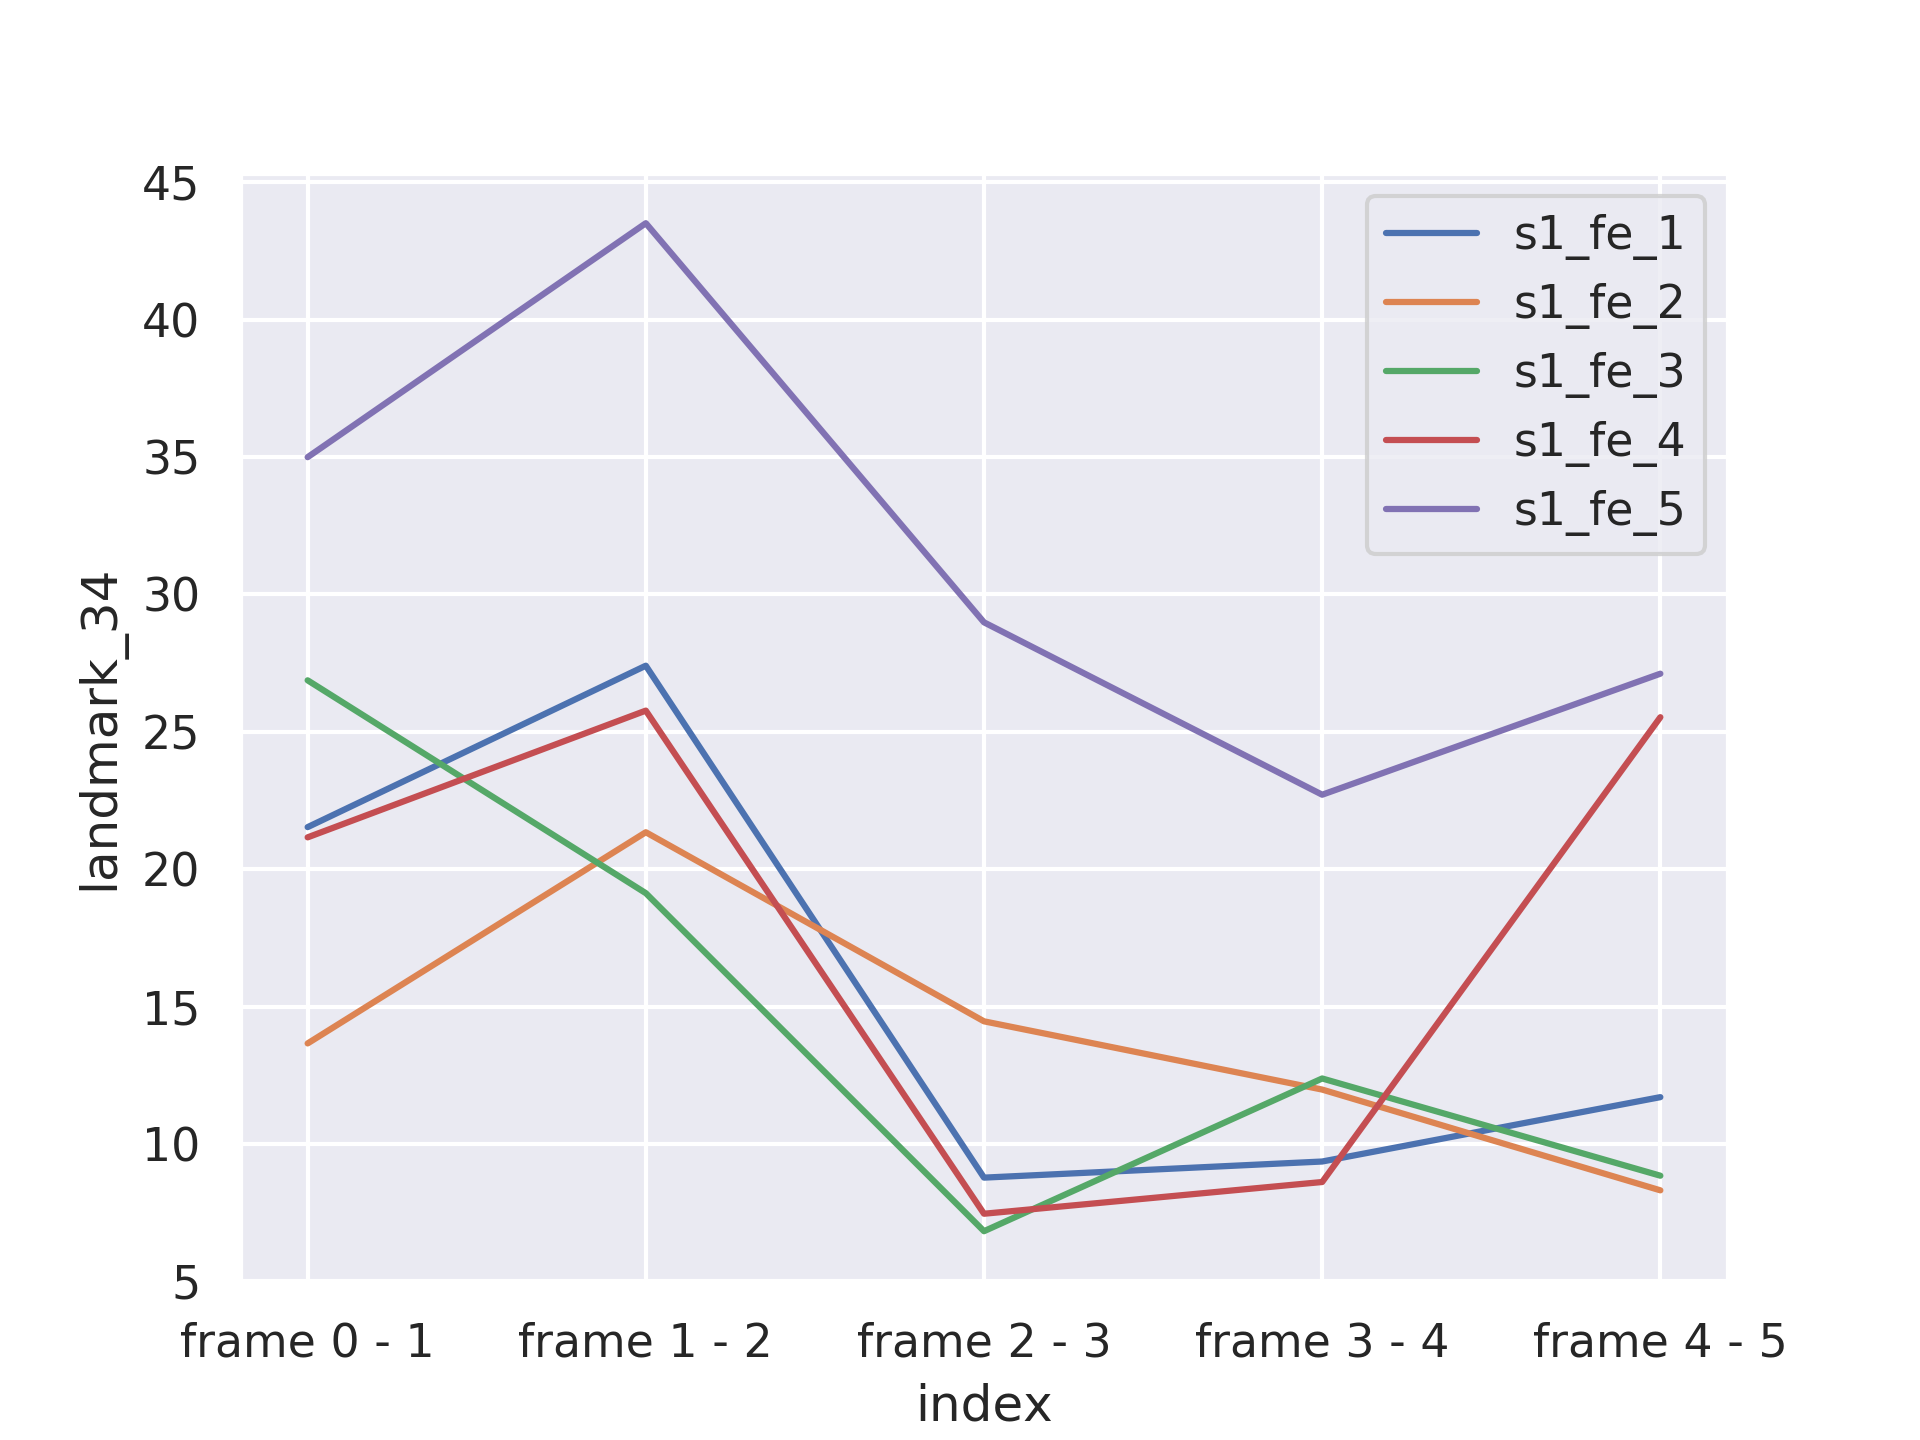 45
40
35
30
25
20
15
10
5
landmark_34
s1_fe_1
s1_fe_2
s1_fe_3
s1_fe_4
s1_fe_5
frame 0 - 1
frame 1 - 2
frame 2 - 3
frame 3 - 4
frame 4 - 5
index